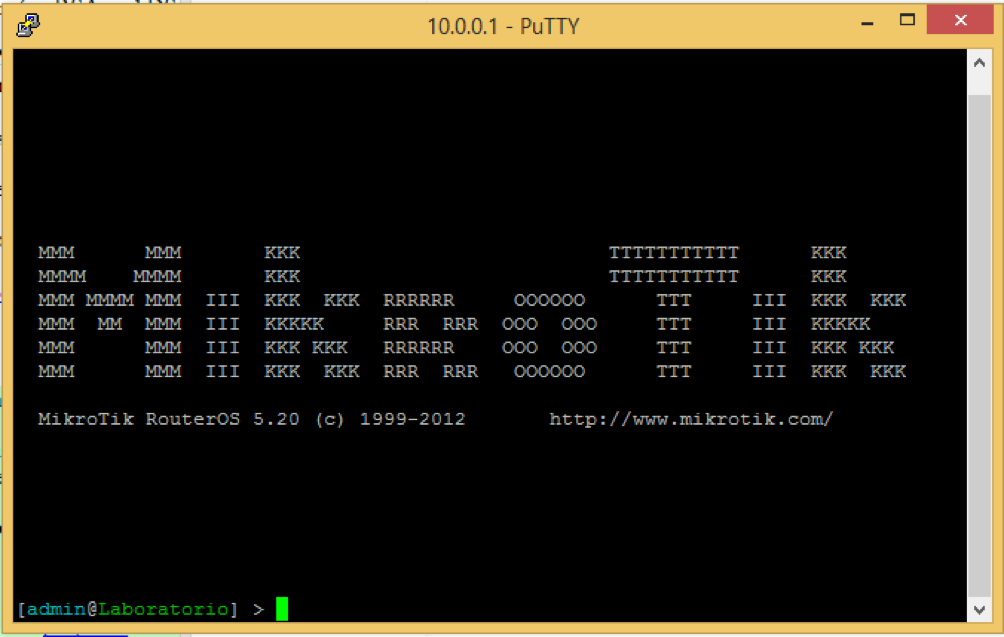 10.0.0.1 - PuTTY
MMM      MMM       KKK                          TTTTTTTTTTT      KKK
MMMM    MMMM       KKK                          TTTTTTTTTTT      KKK
MMM MMMM MMM  III  KKK  KKK  RRRRRR     OOOOOO      TTT     III  KKK  KKK
MMM  MM  MMM  III  KKKKK     RRR  RRR  OOO  OOO     TTT     III  KKKKK
MMM      MMM  III  KKK KKK   RRRRRR    OOO  OOO     TTT     III  KKK KKK
MMM      MMM  III  KKK  KKK  RRR  RRR   OOOOOO      TTT     III  KKK  KKK
MikroTik RouterOS 5.20 (c) 1999-2012       http://www.mikrotik.com/
[admin@Laboratorio] >